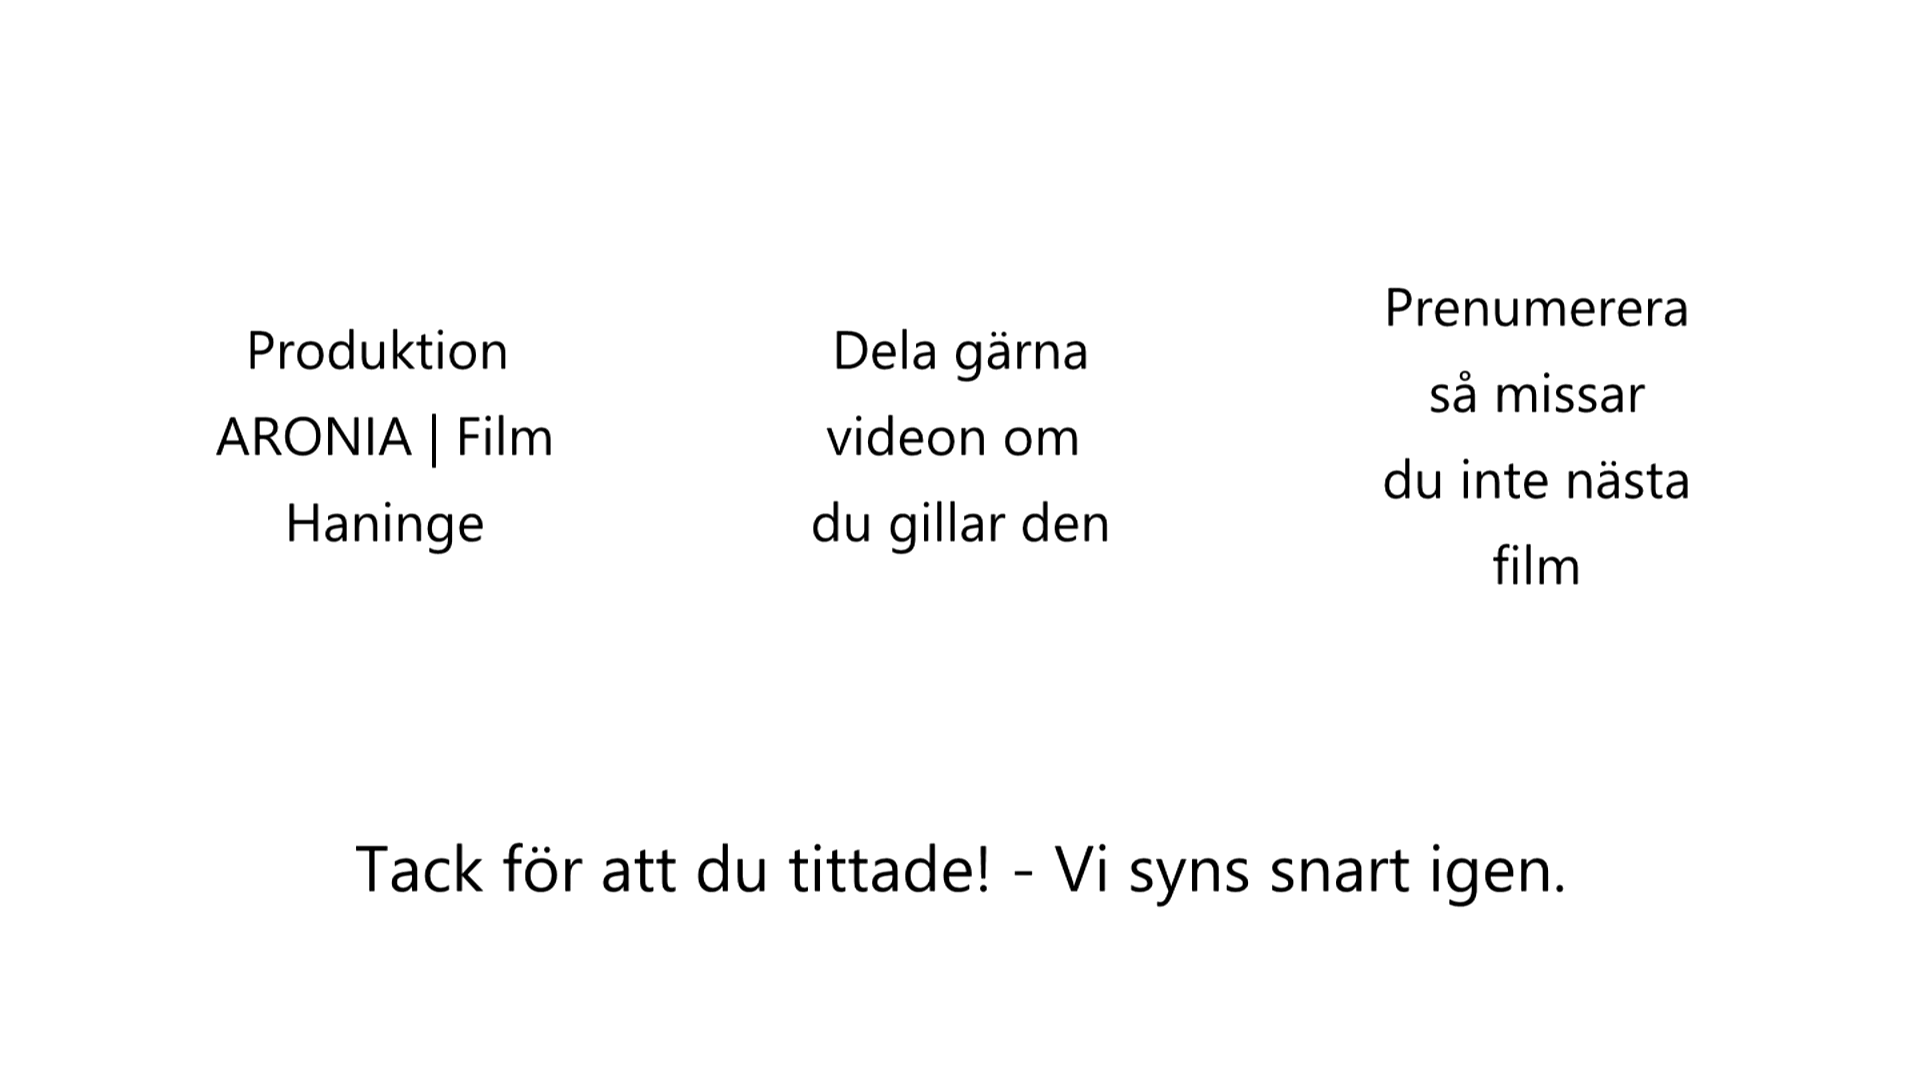 Produktion
ARONIA | Film
Haninge
Dela gärna
videon om
du gillar den
Prenumerera
så missar
du inte nästa
film
Tack för att du tittade! - Vi syns snart igen.